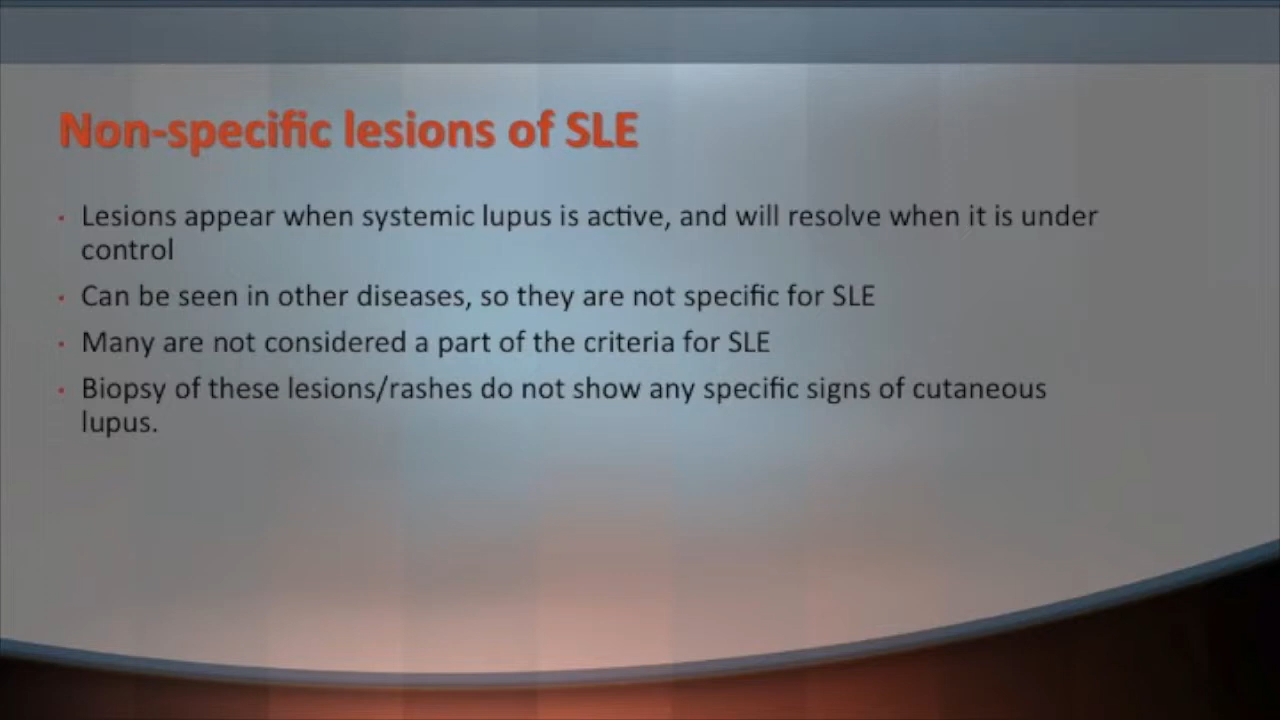 Non-specific lesions of SLE
· Lesions appear when systemic lupus is active, and will resolve when it is under
control
· Can be seen in other diseases, so they are not specific for SLE
· Many are not considered a part of the criteria for SLE
· Biopsy of these lesions/rashes do not show any specific signs of cutaneous
lupus.